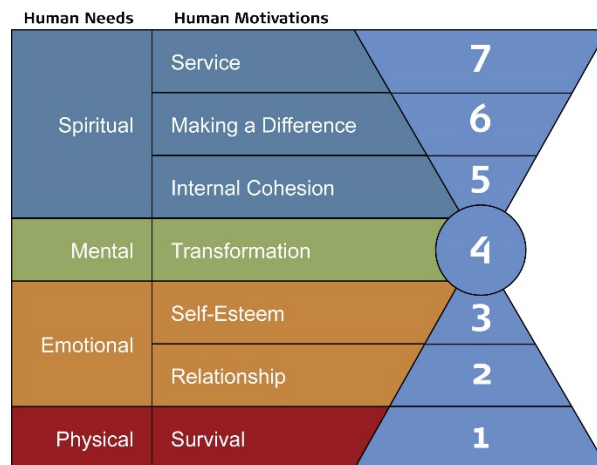 Human Needs Human Motivations
Service 7
Spiritual Making a Difference 6
Internal Cohesion 5
Mental Transformation 4
Self-Esteem 3
Emotional
Relationship 2
Physical Survival 1